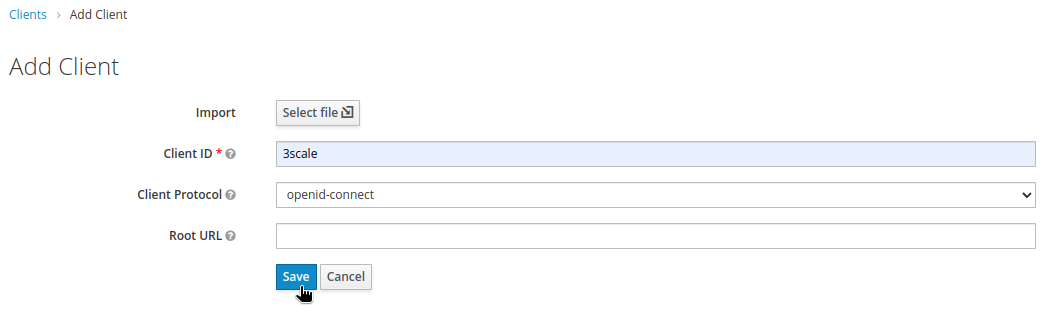 Clients › Add Client
Add Client
Import Select file
Client ID * ?
3scale
Client Protocol ?
openid-connect
Root URL ?
Save Cancel